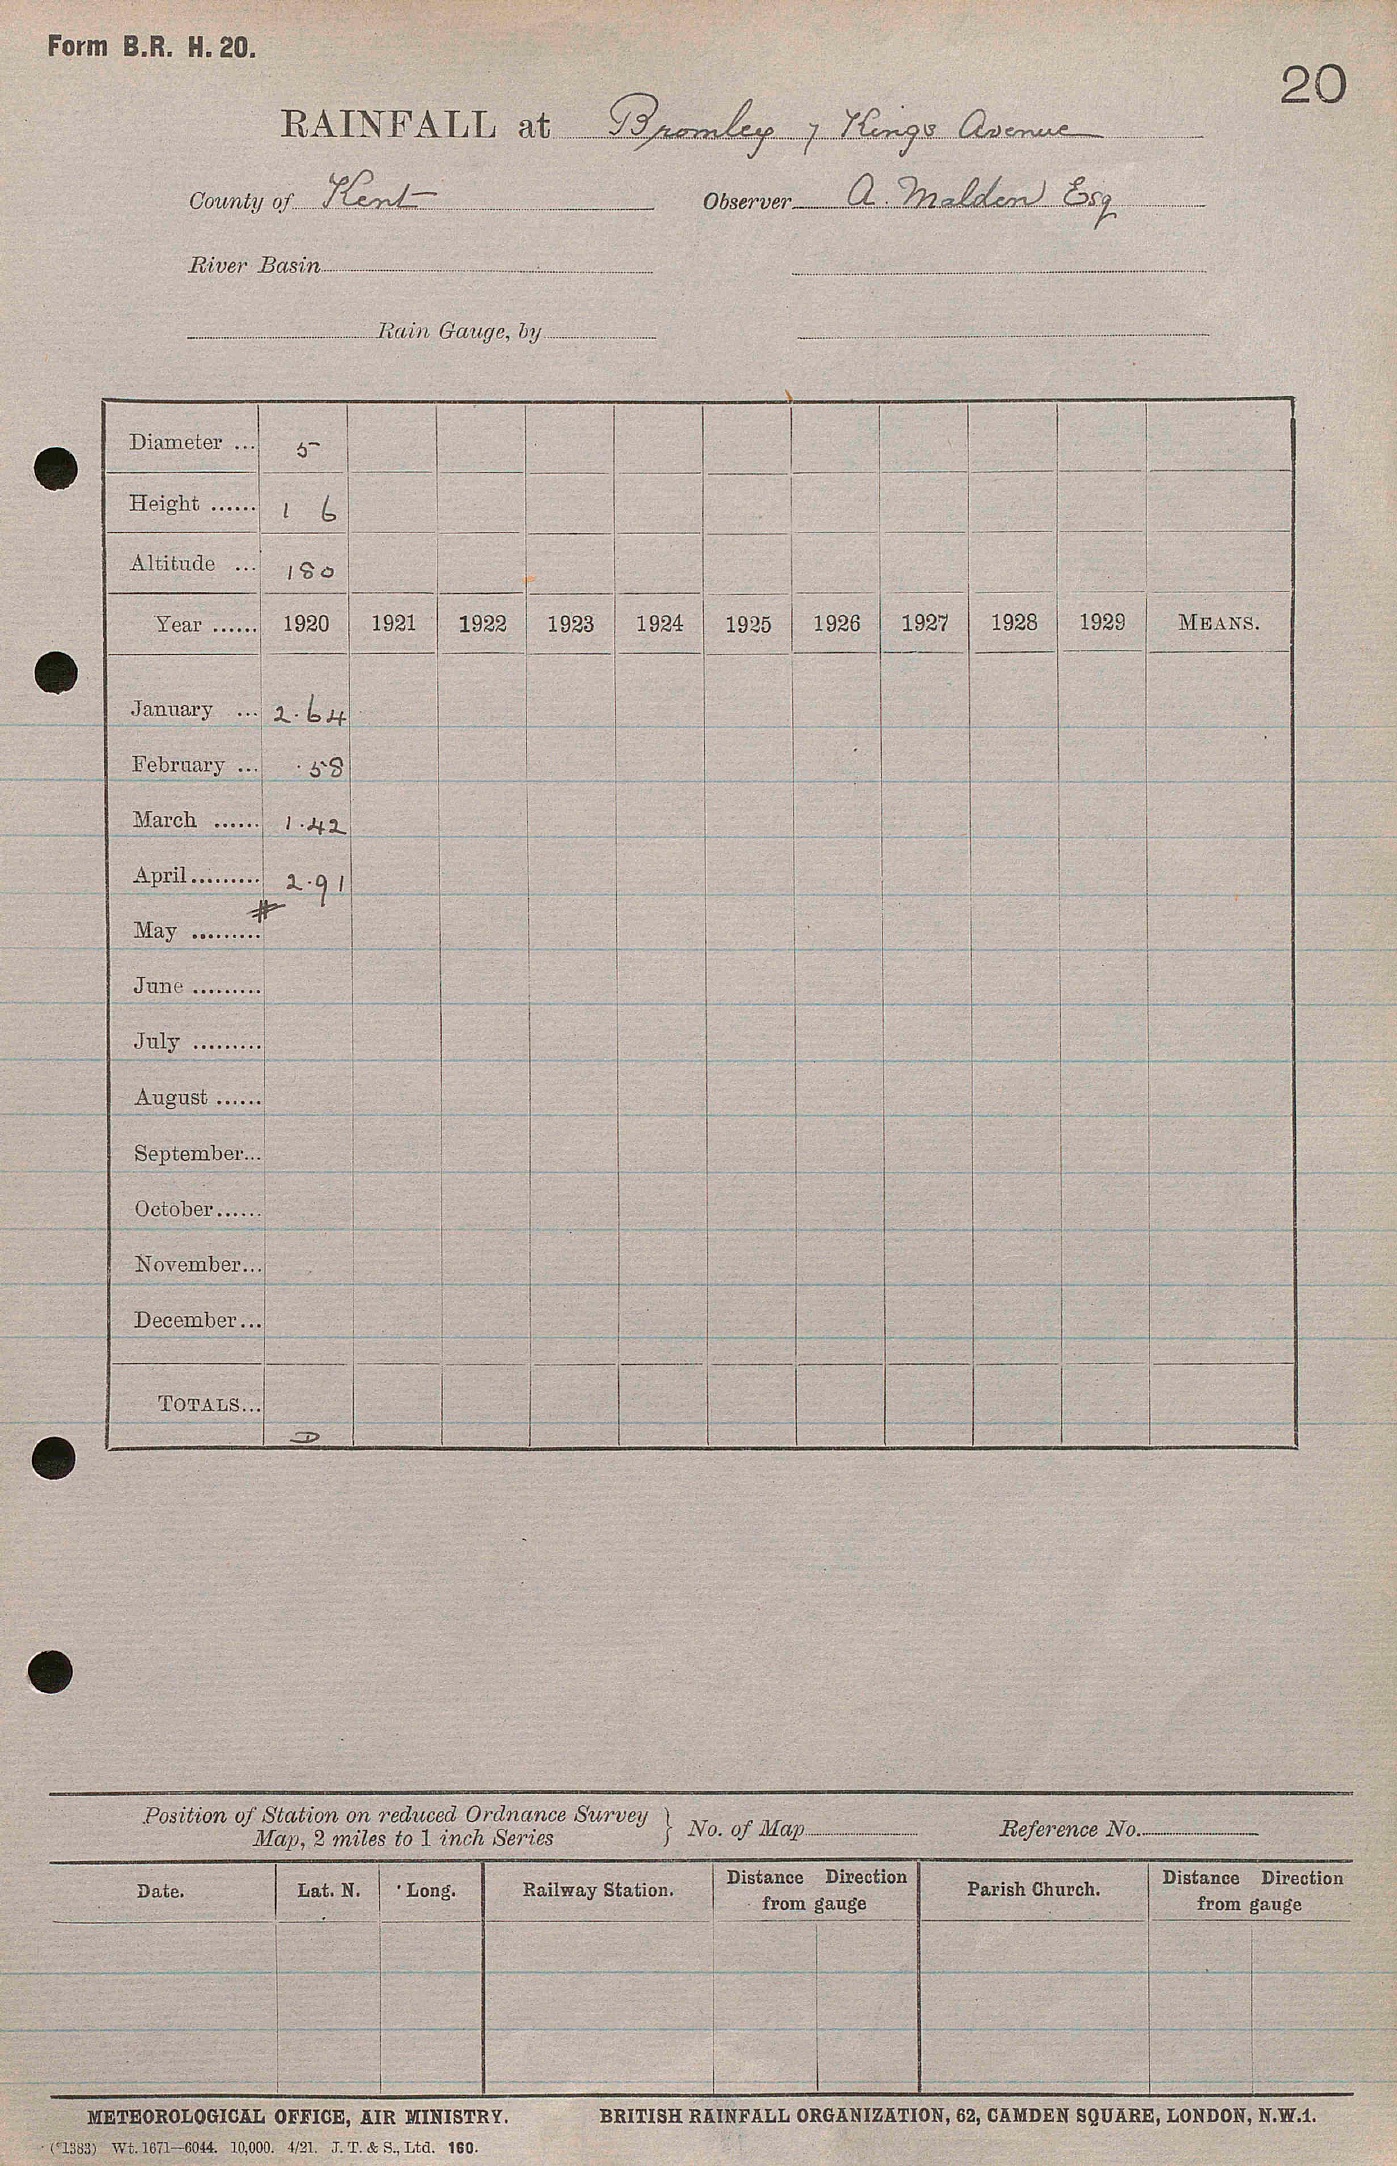 Form B.R. H. 20.
20
RAINFALL at Bromley 7 Kings Avenue
County of Kent Observer A. Malden Esq
River Basin
Rain Gauge, by
Diameter ... 5
Height ...... 1 6
Altitude ... 180
Year ...... 1920 1921 1922 1923 1924 1925 1926 1927 1928 1929 MEANS.
January ... 2.64
February ... .58
March ...... 1.42
April......... 2.91
#
May .........
June .........
July .........
August ......
September...
October......
November...
December...
TOTALS...
D
Position of Station on reduced Ordnance Survey
Map, 2 miles to 1 inch Series } No. of Map Reference No.
Date. Lat. N. Long. Railway Station. Distance Direction from gauge Parish Church. Distance Direction from gauge
METEOROLOGICAL OFFICE, AIR MINISTRY. BRITISH RAINFALL ORGANIZATION, 62, CAMDEN SQUARE, LONDON, N.W.1.
(*1383) Wt. 1671—6044. 10,000. 4/21. J. T. & S., Ltd. 160.